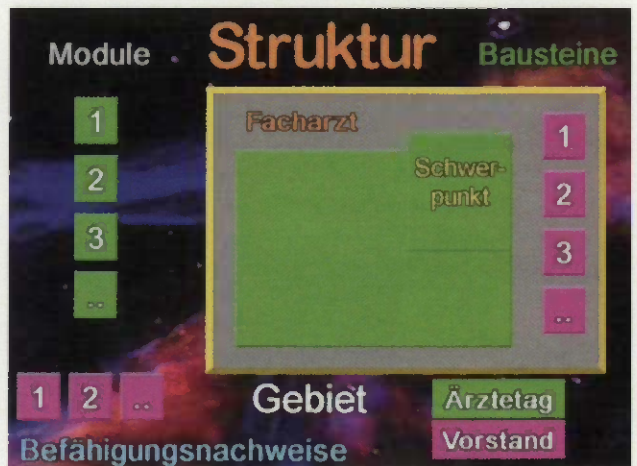 Module
Struktur
Bausteine
1
2
3
..
Facharzt
Schwer-
punkt
1
2
3
..
1 2 ..
Gebiet
Ärztetag
Vorstand
Befähigungsnachweise